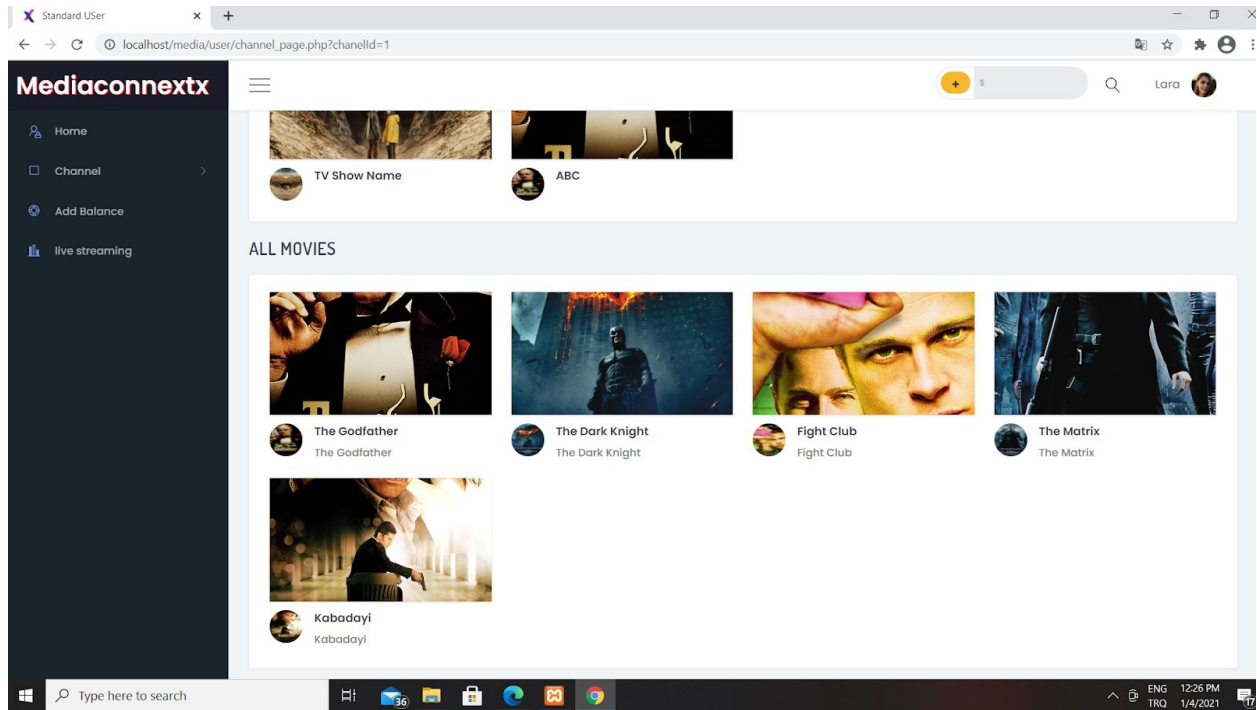 Standard USer
localhost/media/user/channel_page.php?chanelId=1
Mediaconnextx
+ $
Lara
Home
Channel
Add Balance
live streaming
TV Show Name
ABC
ALL MOVIES
The Godfather
The Godfather
The Dark Knight
The Dark Knight
Fight Club
Fight Club
The Matrix
The Matrix
Kabadayi
Kabadayi
Type here to search
36
ENG 12:26 PM
TRQ 1/4/2021
17